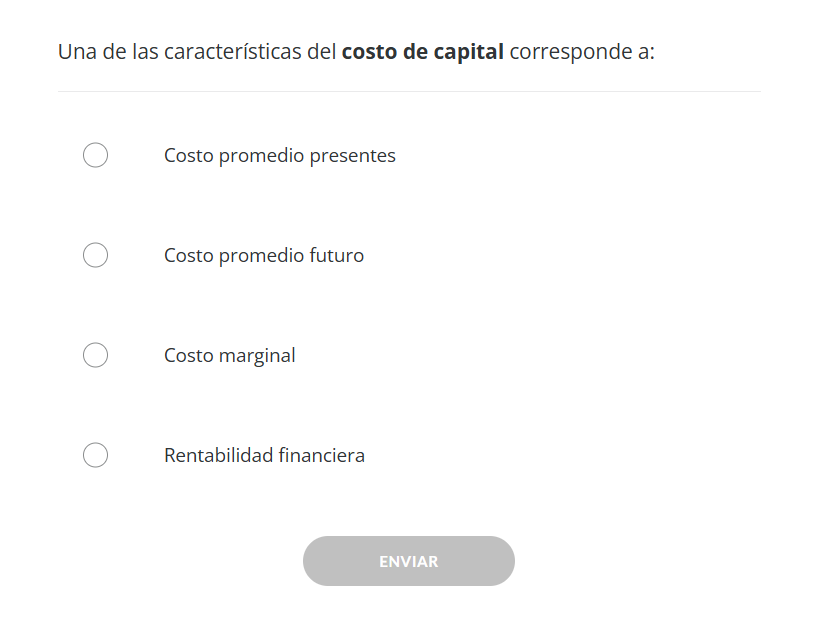 Una de las características del costo de capital corresponde a:
Costo promedio presentes
Costo promedio futuro
Costo marginal
Rentabilidad financiera
ENVIAR